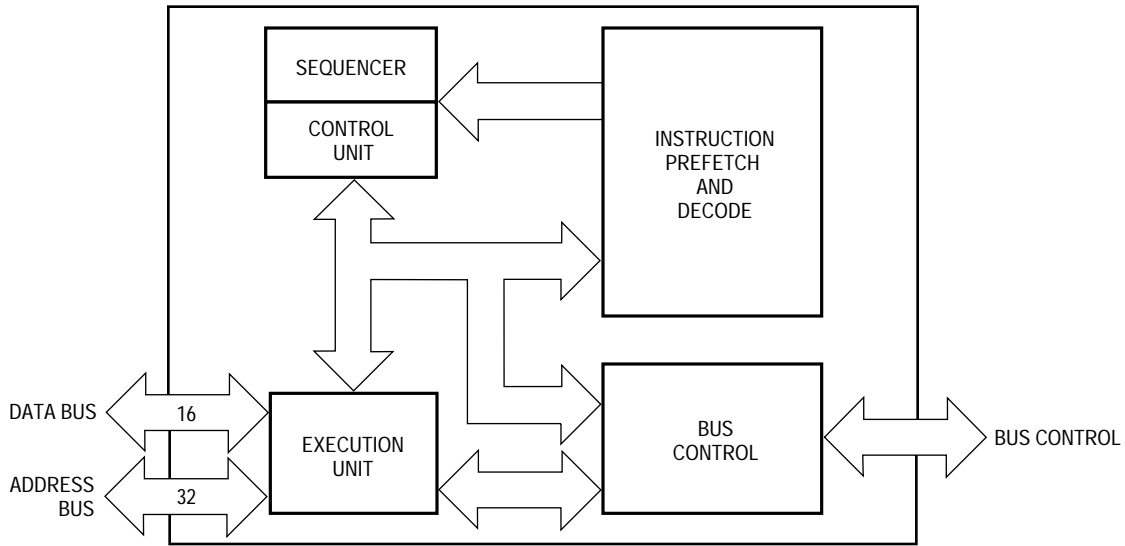 SEQUENCER
CONTROL
UNIT
INSTRUCTION
PREFETCH
AND
DECODE
DATA BUS
16
ADDRESS
BUS
32
EXECUTION
UNIT
BUS
CONTROL
BUS CONTROL